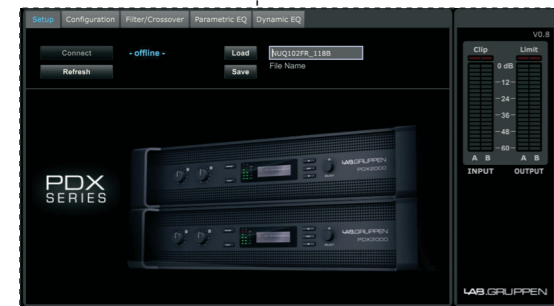 Setup Configuration Filter/Crossover Parametric EQ Dynamic EQ
V0.8
Connect - offline - Load NUQ102FR_118B
File Name
Refresh Save
Clip Limit
0 dB
-12-
-24-
-36-
-48-
-60-
A B A B
INPUT OUTPUT
PDX
SERIES
LAB.GRUPPEN
PDX2000
LAB.GRUPPEN
PDX2000
LAB.GRUPPEN